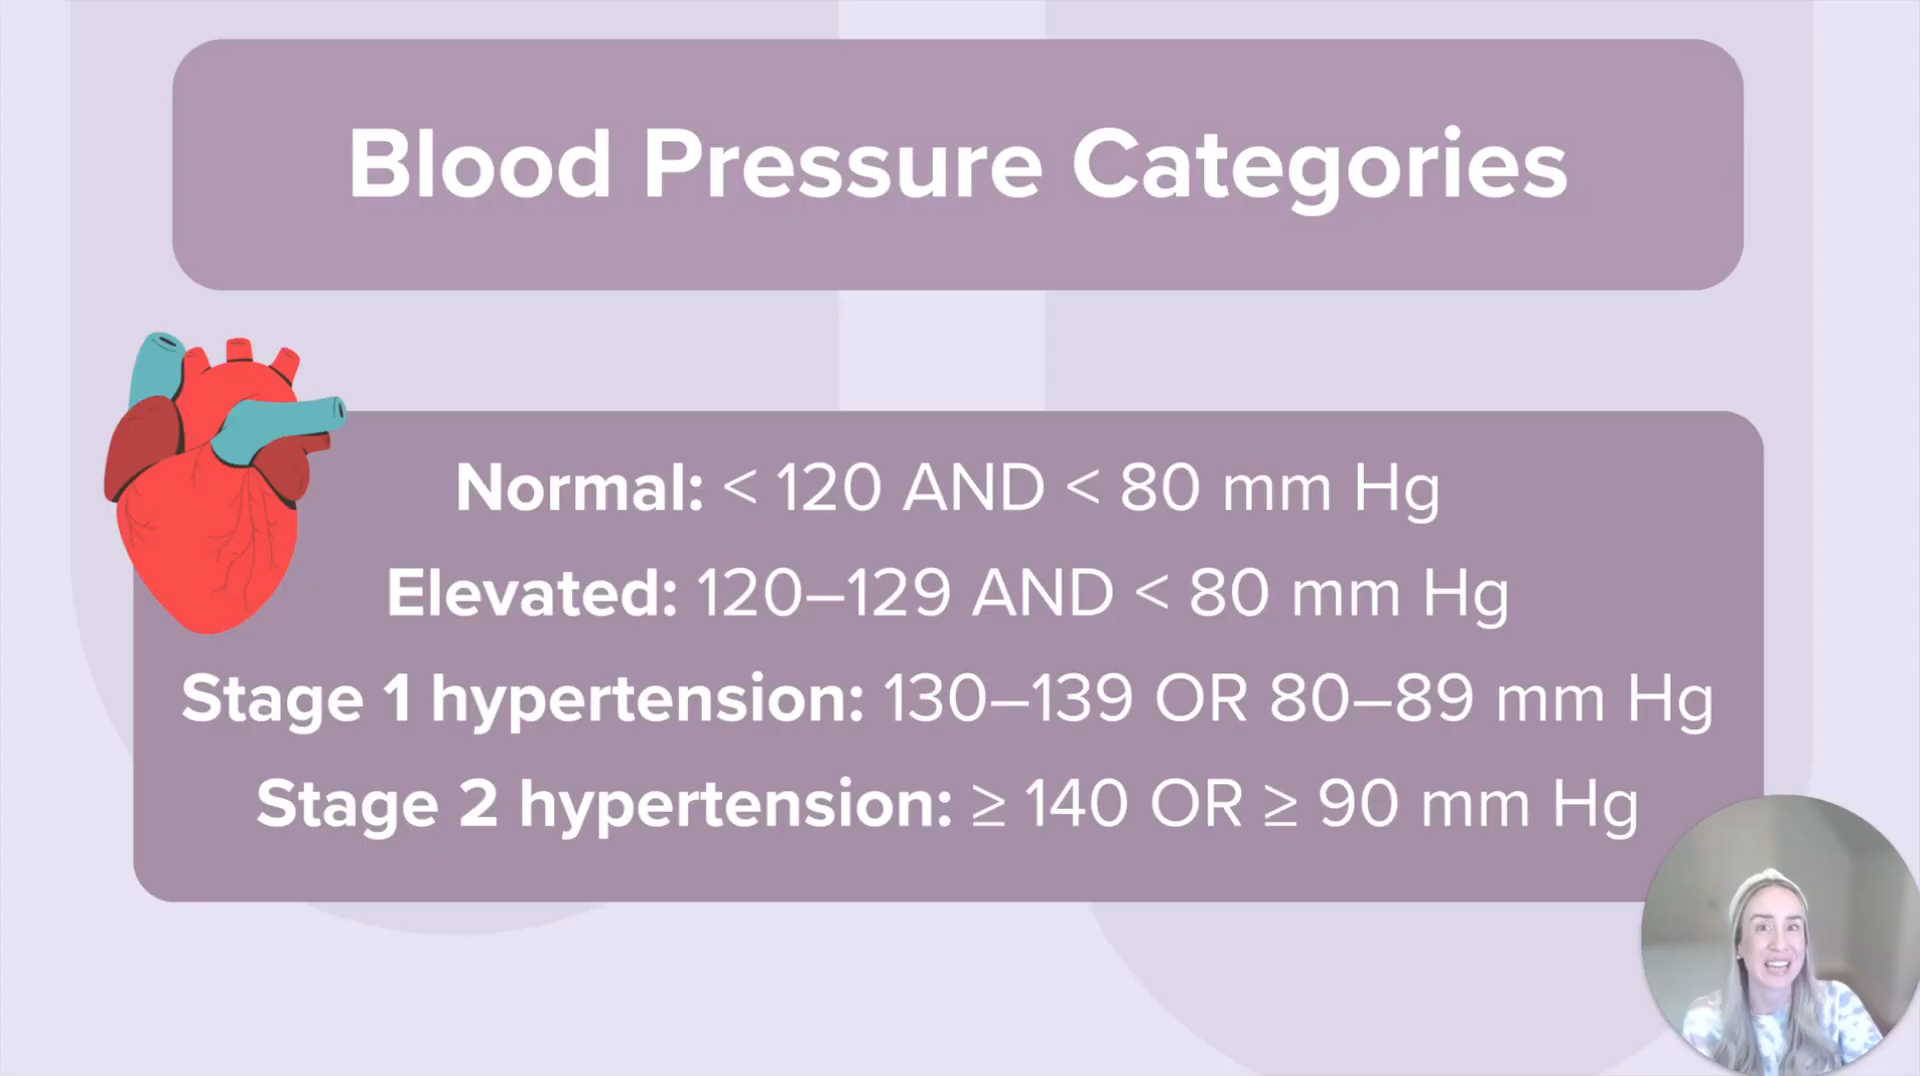 Blood Pressure Categories
Normal: < 120 AND < 80 mm Hg
Elevated: 120–129 AND < 80 mm Hg
Stage 1 hypertension: 130–139 OR 80–89 mm Hg
Stage 2 hypertension: ≥ 140 OR ≥ 90 mm Hg